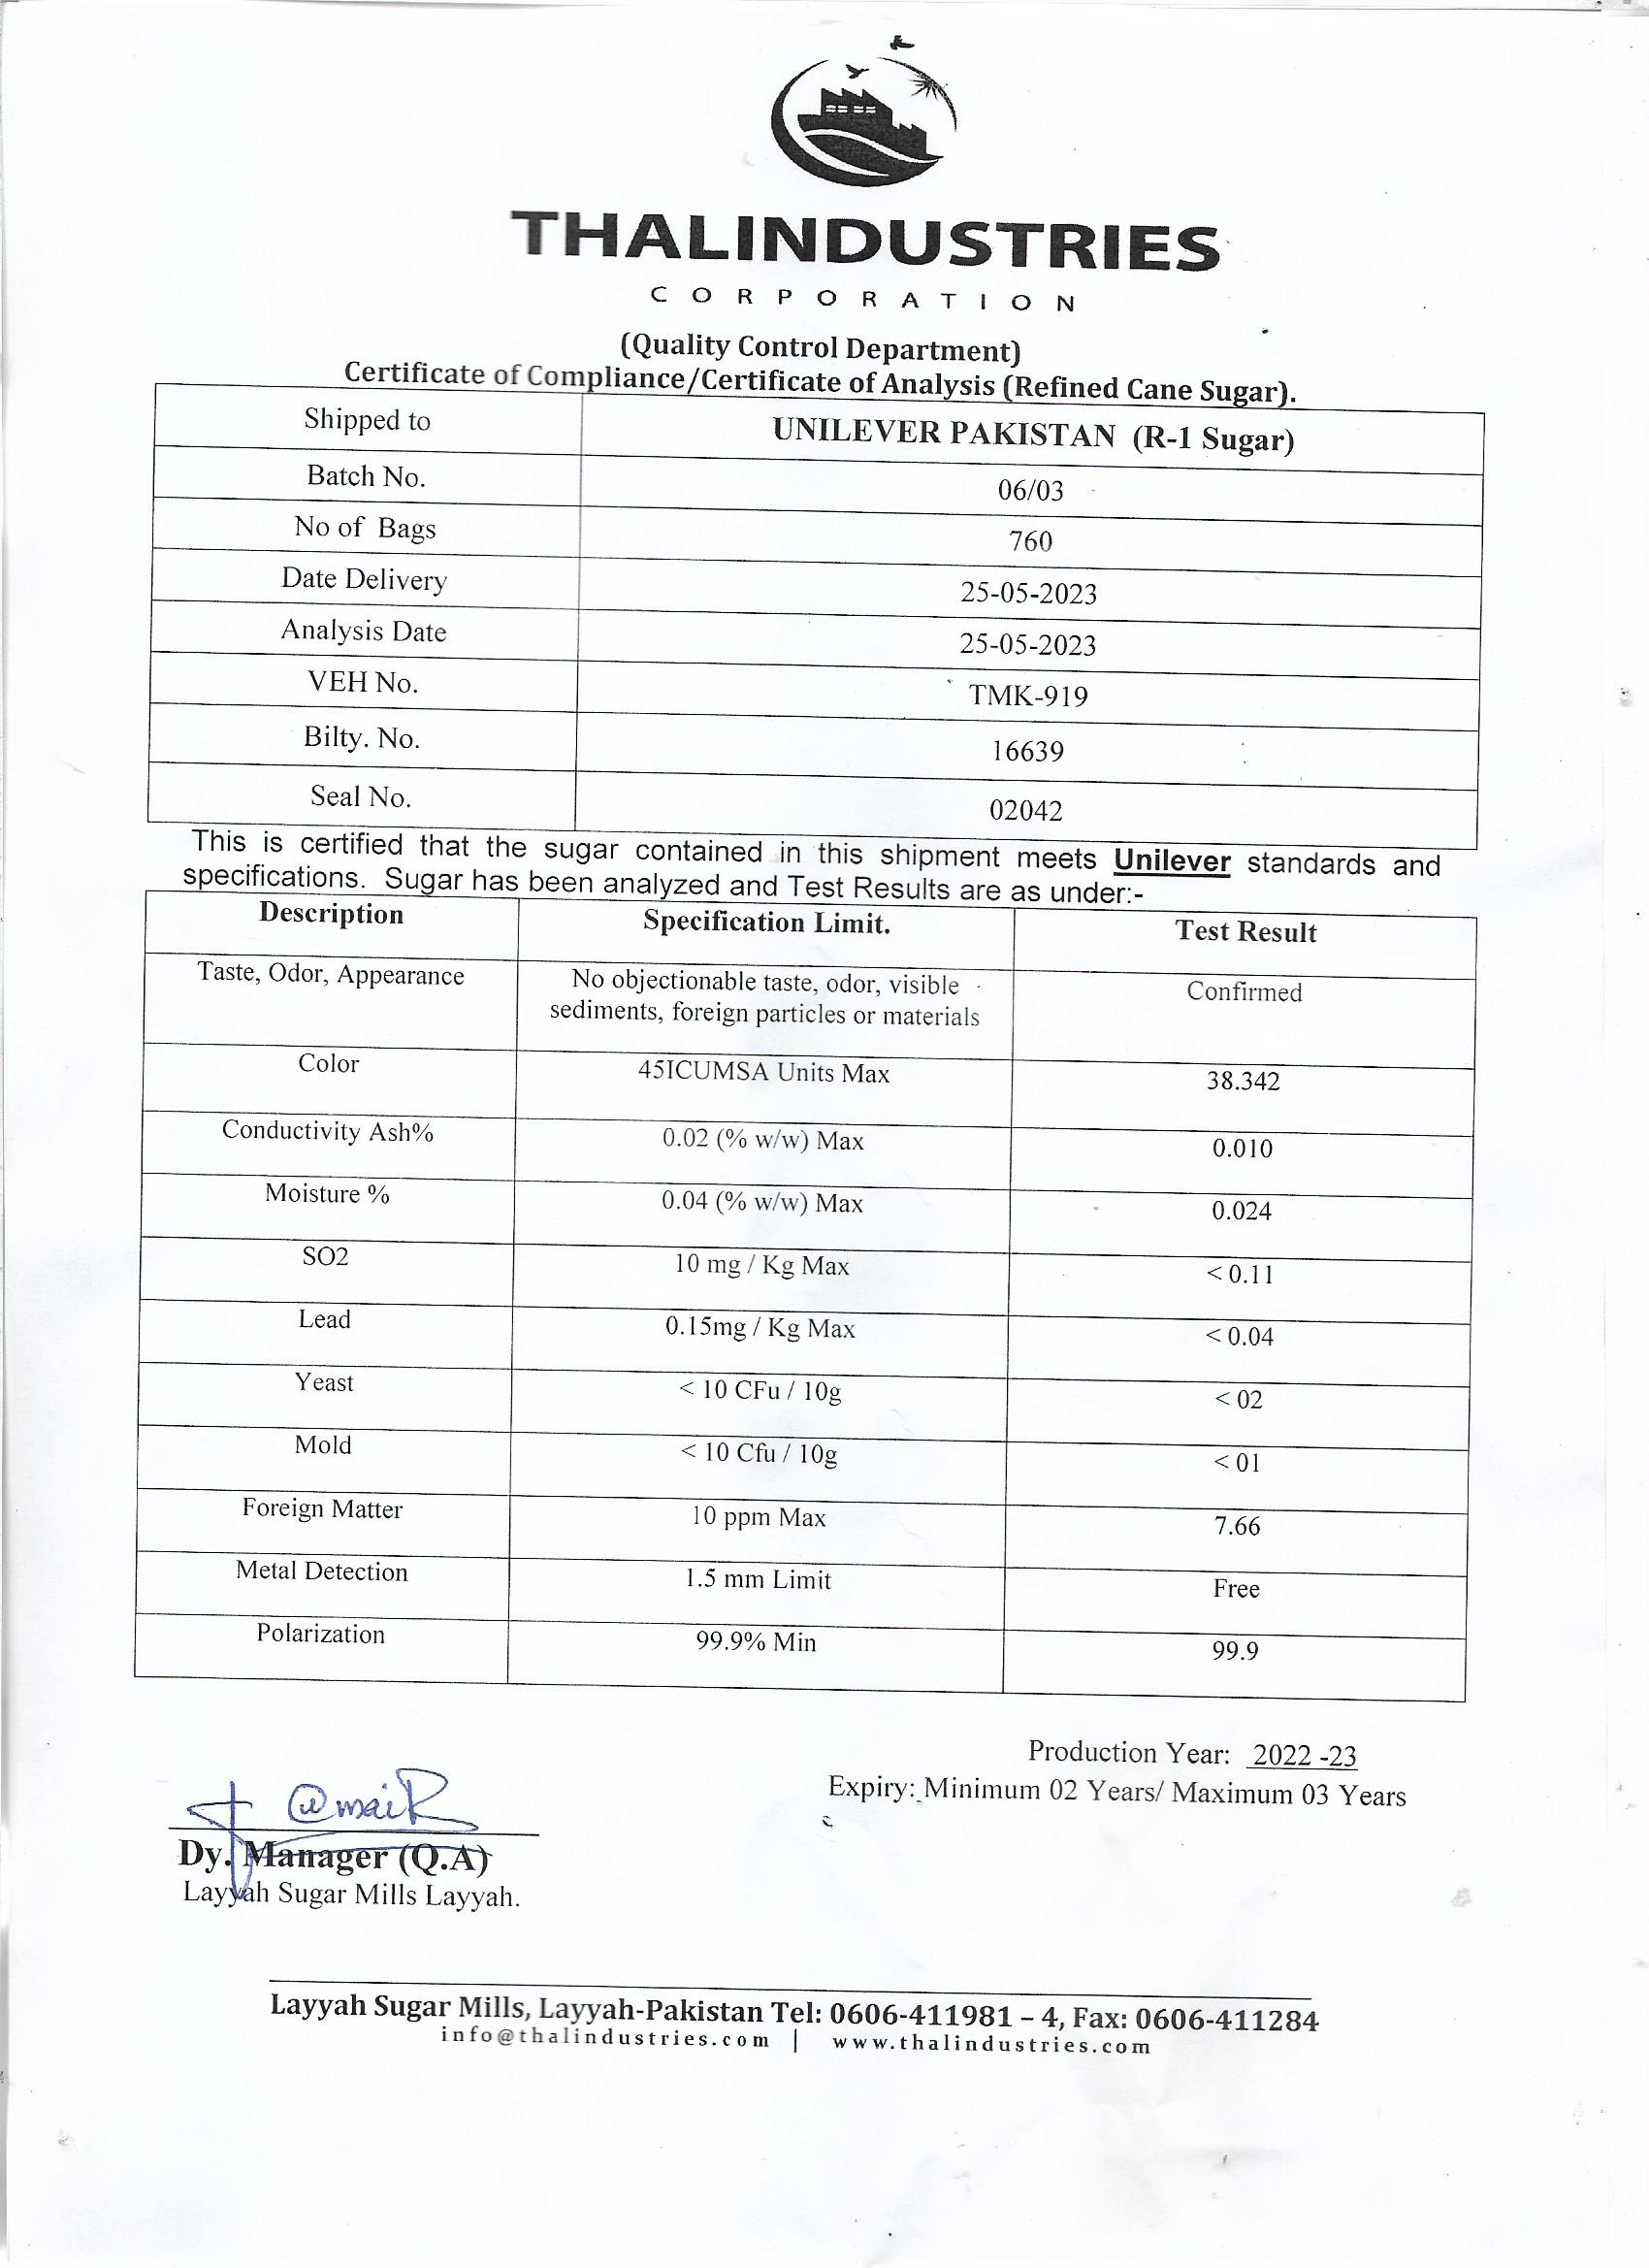 THALINDUSTRIES
CORPORATION
(Quality Control Department)
Certificate of Compliance/Certificate of Analysis (Refined Cane Sugar).
Shipped to UNILEVER PAKISTAN (R-1 Sugar)
Batch No. 06/03
No of Bags 760
Date Delivery 25-05-2023
Analysis Date 25-05-2023
VEH No. TMK-919
Bilty. No. 16639
Seal No. 02042
This is certified that the sugar contained in this shipment meets Unilever standards and
specifications. Sugar has been analyzed and Test Results are as under:-
Description Specification Limit. Test Result
Taste, Odor, Appearance No objectionable taste, odor, visible Confirmed
sediments, foreign particles or materials
Color 45ICUMSA Units Max 38.342
Conductivity Ash% 0.02 (% w/w) Max 0.010
Moisture % 0.04 (% w/w) Max 0.024
SO2 10 mg / Kg Max < 0.11
Lead 0.15mg / Kg Max < 0.04
Yeast < 10 CFu / 10g < 02
Mold < 10 Cfu / 10g < 01
Foreign Matter 10 ppm Max 7.66
Metal Detection 1.5 mm Limit Free
Polarization 99.9% Min 99.9
Production Year: 2022 -23
Expiry: Minimum 02 Years/ Maximum 03 Years
Dy. Manager (Q.A)
Layyah Sugar Mills Layyah.
Layyah Sugar Mills, Layyah-Pakistan Tel: 0606-411981 – 4, Fax: 0606-411284
info@thalindustries.com | www.thalindustries.com